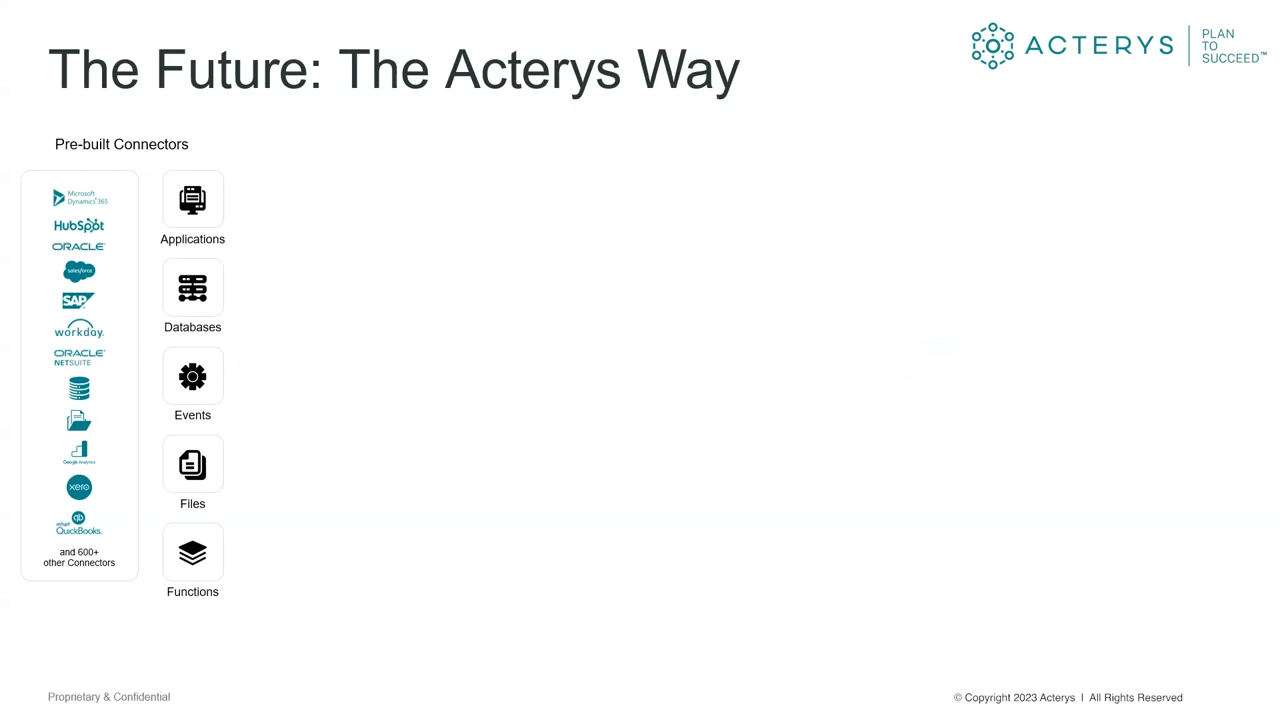 The Future: The Acterys Way
ACTERYS
PLAN
TO
SUCCEED™
Pre-built Connectors
Microsoft
Dynamics 365
HubSpot
ORACLE
salesforce
SAP
workday.
ORACLE
NETSUITE
Google Analytics
xero
qb
intuit
QuickBooks.
and 600+
other Connectors
Applications
Databases
Events
Files
Functions
Proprietary & Confidential
© Copyright 2023 Acterys I All Rights Reserved